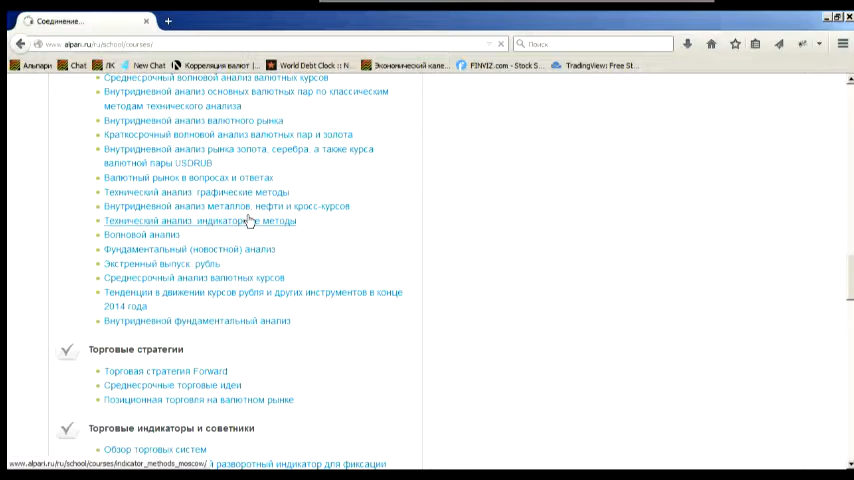 Соединение...
www.alpari.ru/ru/school/courses/
Поиск
Альпари Chat ЛК New Chat Корреляция валют |... World Debt Clock :: N... Экономический кале... FINVIZ.com - Stock S... TradingView: Free St...
Среднесрочный волновой анализ валютных курсов
Внутридневной анализ основных валютных пар по классическим
методам технического анализа
Внутридневной анализ валютного рынка
Краткосрочный волновой анализ валютных пар и золота
Внутридневной анализ рынка золота, серебра, а также курса
валютной пары USDRUB
Валютный рынок в вопросах и ответах
Технический анализ: графические методы
Внутридневной анализ металлов, нефти и кросс-курсов
Технический анализ: индикаторные методы
Волновой анализ
Фундаментальный (новостной) анализ
Экстренный выпуск: рубль
Среднесрочный анализ валютных курсов
Тенденции в движении курсов рубля и других инструментов в конце
2014 года
Внутридневной фундаментальный анализ
Торговые стратегии
Торговая стратегия Forward
Среднесрочные торговые идеи
Позиционная торговля на валютном рынке
Торговые индикаторы и советники
Обзор торговых систем
www.alpari.ru/ru/school/courses/indicator_methods_moscow/ й разворотный индикатор для фиксации